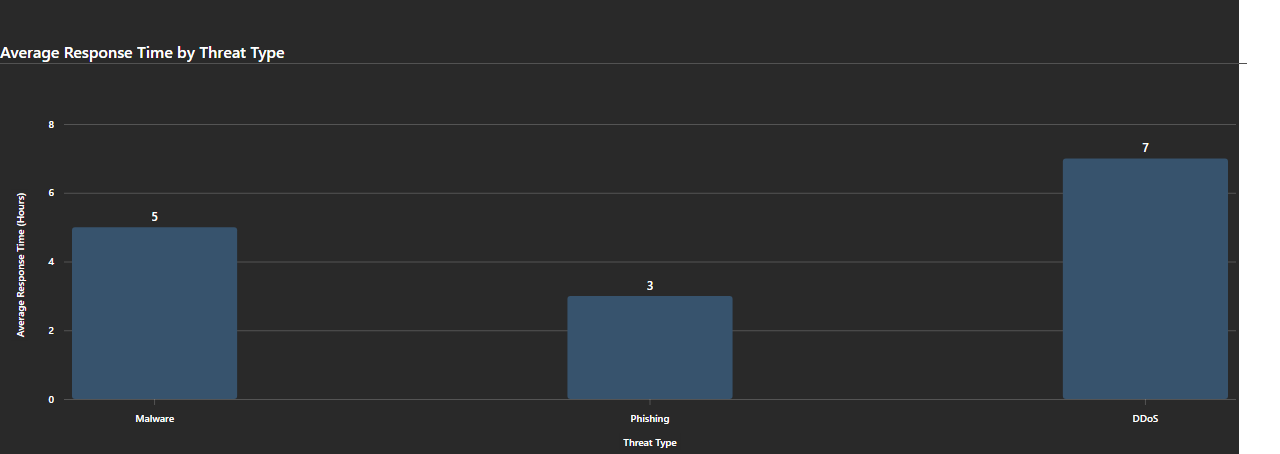 Average Response Time by Threat Type
8
7
6
5
4
3
2
0
Average Response Time (Hours)
Malware
Phishing
DDoS
Threat Type